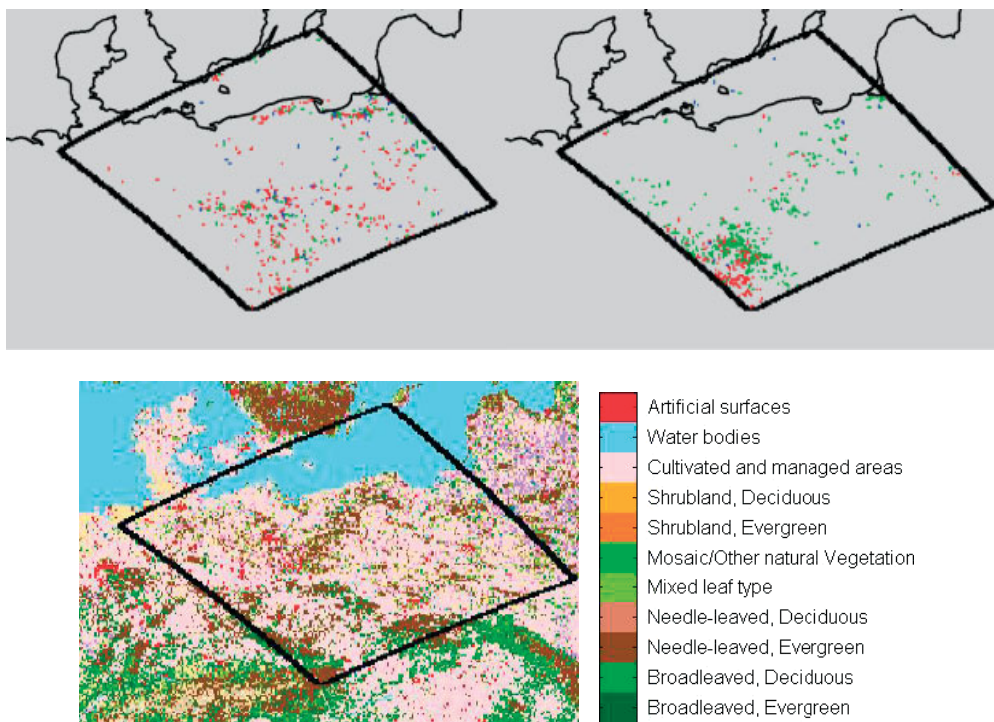 Artificial surfaces
Water bodies
Cultivated and managed areas
Shrubland, Deciduous
Shrubland, Evergreen
Mosaic/Other natural Vegetation
Mixed leaf type
Needle-leaved, Deciduous
Needle-leaved, Evergreen
Broadleaved, Deciduous
Broadleaved, Evergreen